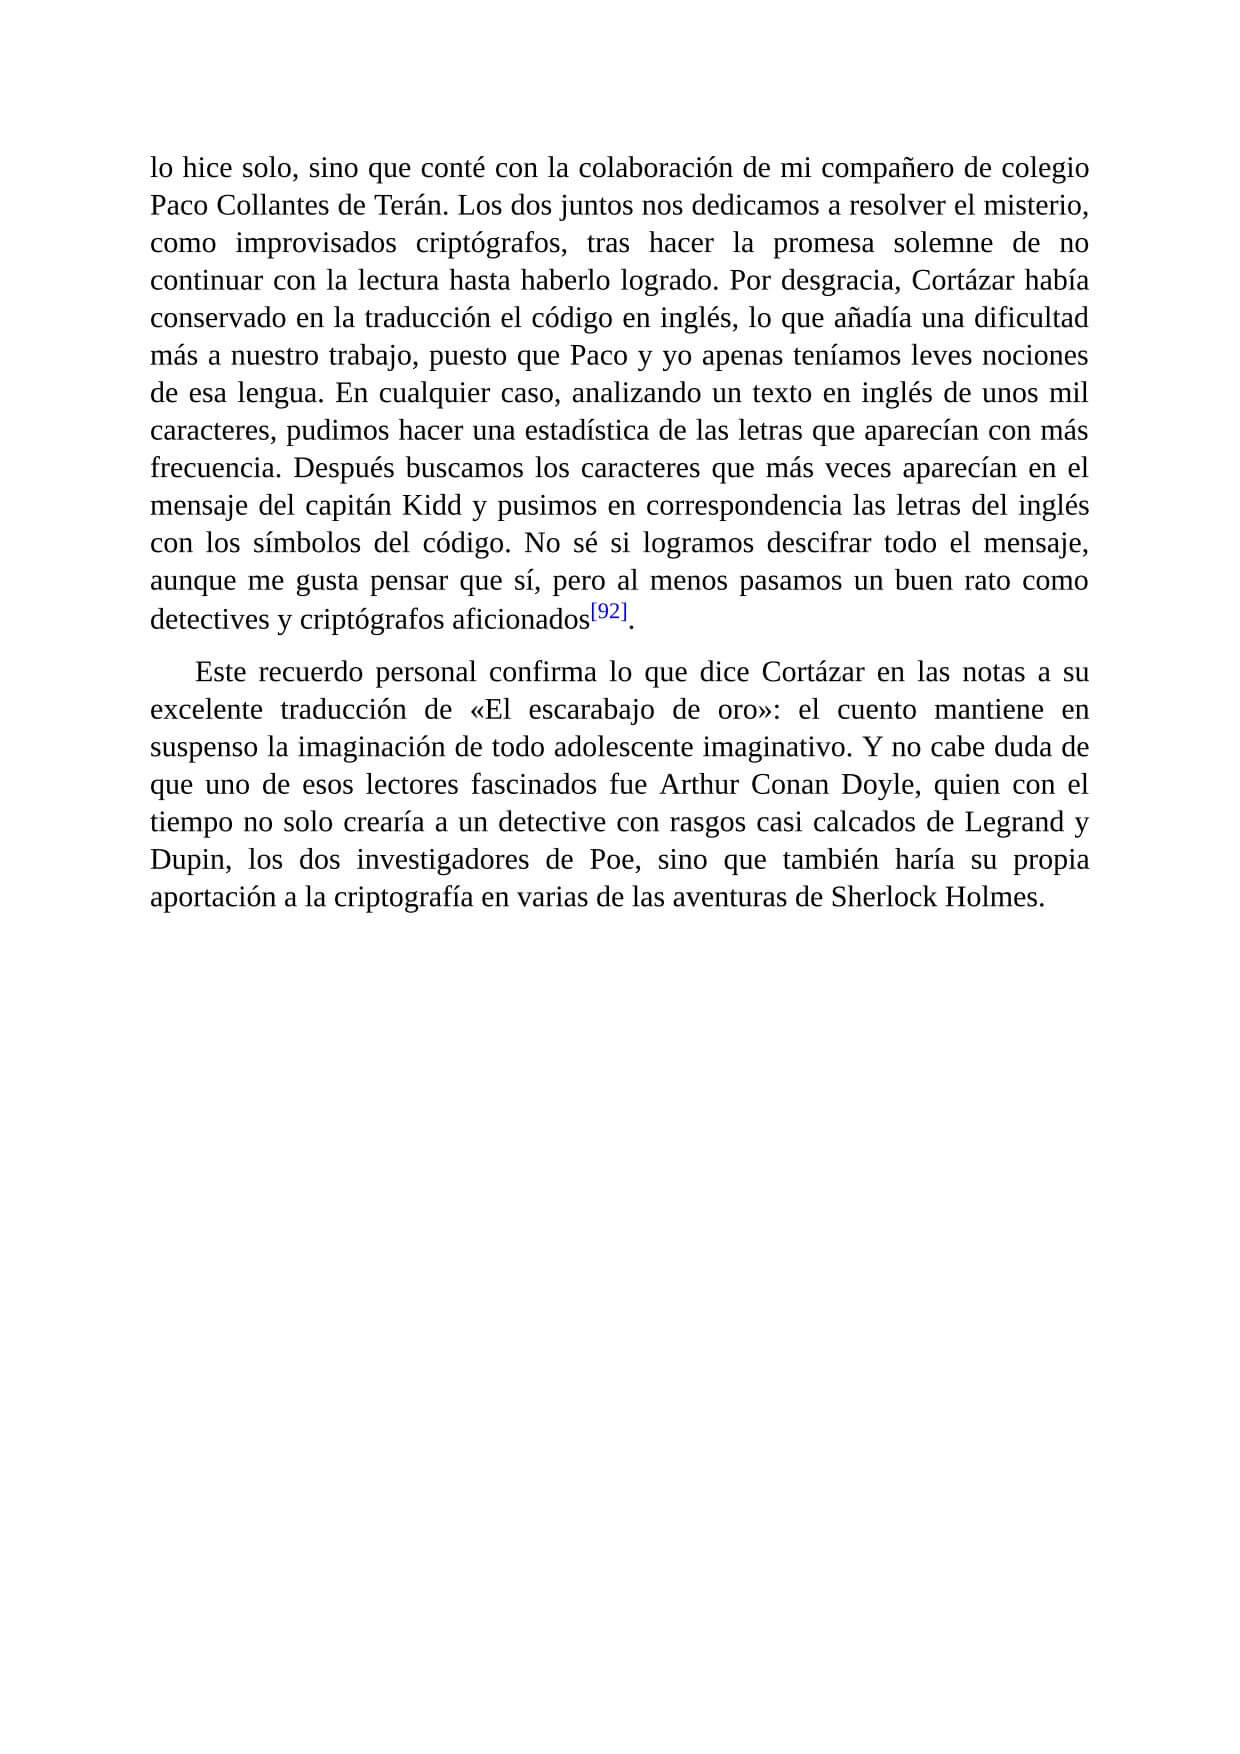 lo hice solo, sino que conté con la colaboración de mi compañero de colegio
Paco Collantes de Terán. Los dos juntos nos dedicamos a resolver el misterio,
como improvisados criptógrafos, tras hacer la promesa solemne de no
continuar con la lectura hasta haberlo logrado. Por desgracia, Cortázar había
conservado en la traducción el código en inglés, lo que añadía una dificultad
más a nuestro trabajo, puesto que Paco y yo apenas teníamos leves nociones
de esa lengua. En cualquier caso, analizando un texto en inglés de unos mil
caracteres, pudimos hacer una estadística de las letras que aparecían con más
frecuencia. Después buscamos los caracteres que más veces aparecían en el
mensaje del capitán Kidd y pusimos en correspondencia las letras del inglés
con los símbolos del código. No sé si logramos descifrar todo el mensaje,
aunque me gusta pensar que sí, pero al menos pasamos un buen rato como
detectives y criptógrafos aficionados[92].
Este recuerdo personal confirma lo que dice Cortázar en las notas a su
excelente traducción de «El escarabajo de oro»: el cuento mantiene en
suspenso la imaginación de todo adolescente imaginativo. Y no cabe duda de
que uno de esos lectores fascinados fue Arthur Conan Doyle, quien con el
tiempo no solo crearía a un detective con rasgos casi calcados de Legrand y
Dupin, los dos investigadores de Poe, sino que también haría su propia
aportación a la criptografía en varias de las aventuras de Sherlock Holmes.